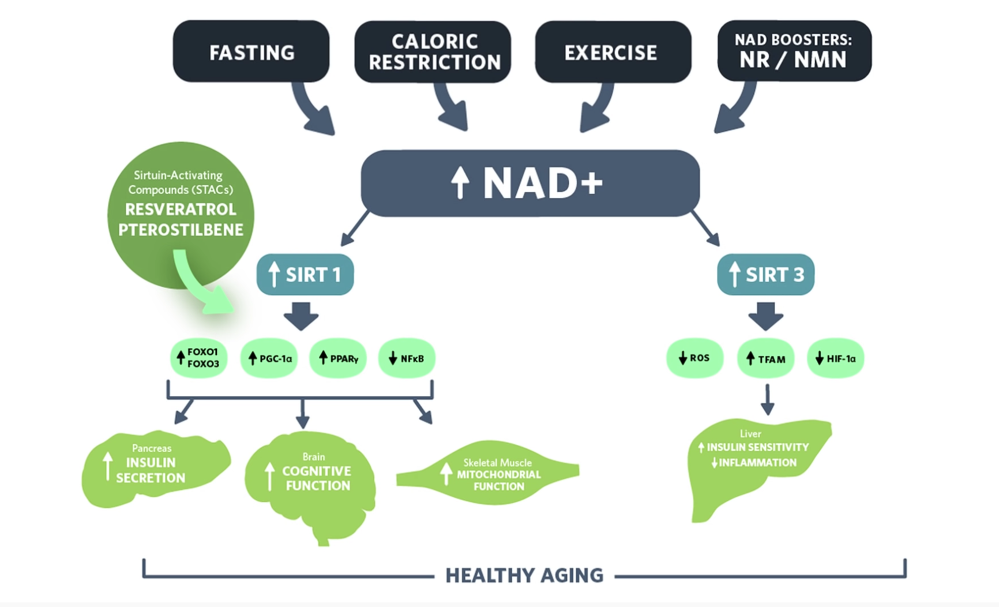 FASTING
CALORIC
RESTRICTION
EXERCISE
NAD BOOSTERS:
NR / NMN
↑ NAD+
Sirtuin-Activating
Compounds (STACs)
RESVERATROL
PTEROSTILBENE
↑ SIRT 1
↑ SIRT 3
↑ FOXO1
FOXO3
↑ PGC-1α
↑ PPARγ
↓ NFκB
↓ ROS
↑ TFAM
↓ HIF-1α
Pancreas
↑ INSULIN
SECRETION
Brain
↑ COGNITIVE
FUNCTION
Skeletal Muscle
↑ MITOCHONDRIAL
FUNCTION
Liver
↑ INSULIN SENSITIVITY
↓ INFLAMMATION
HEALTHY AGING